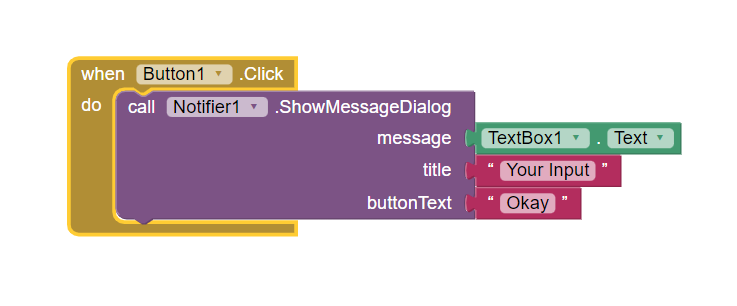 when Button1 .Click
do call Notifier1 .ShowMessageDialog
message TextBox1 . Text
title “ Your Input ”
buttonText “ Okay ”